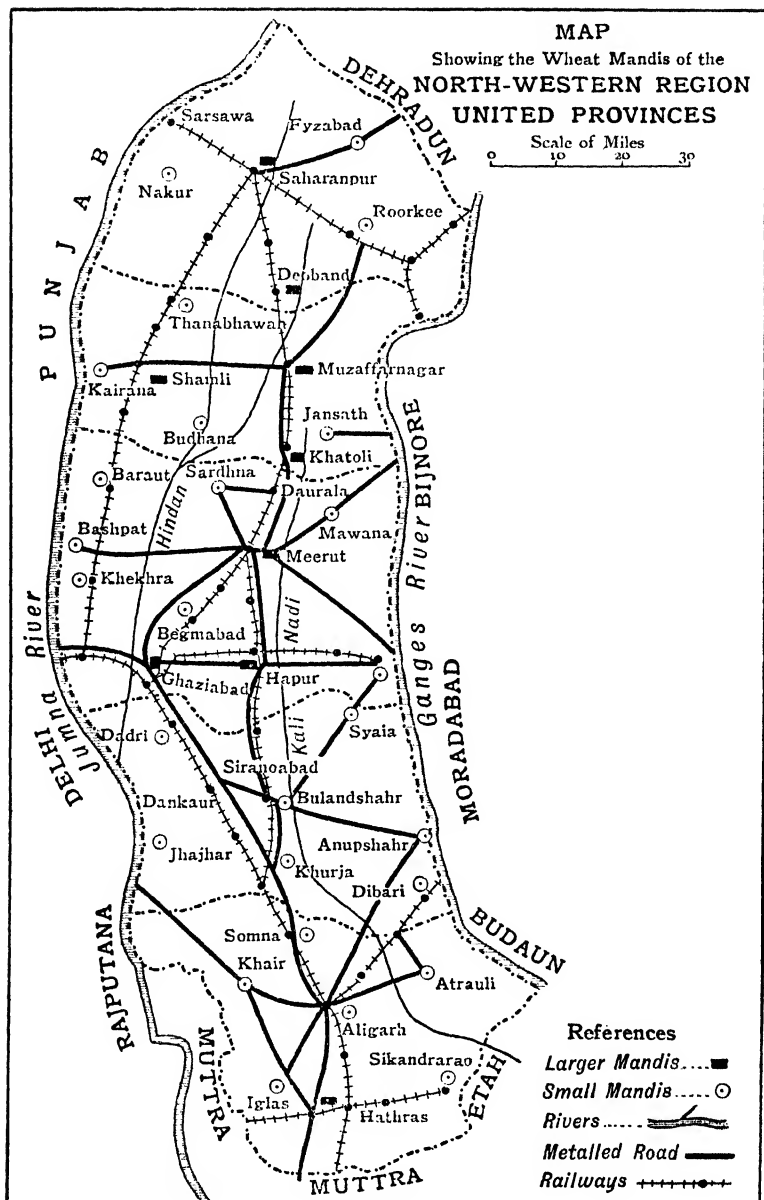 MAP
Showing the Wheat Mandis of the
NORTH-WESTERN REGION
UNITED PROVINCES
Scale of Miles
0 10 20 30
DEHRADUN
PUNJAB
Sarsawa
Fyzabad
Saharanpur
Nakur
Roorkee
Deoband
Thanabhawan
Muzaffarnagar
Kairana
Shamli
Jansath
Budhana
Khatoli
BIJNORE
Baraut
Sardhna
Daurala
Hindan
Mawana
Bashpat
Meerut
Khekhra
Ganges River
Nadi
Begmabad
Jumna River
Ghaziabad
Hapur
DELHI
MORADABAD
Syaia
Kali
Dadri
Siranoabad
Dankaur
Bulandshahr
Anupshahr
Jhajhar
Khurja
Dibari
BUDAUN
Somna
RAJPUTANA
Khair
Atrauli
Aligarh
MUTTRA
Sikandrarao
ETAH
Iglas
Hathras
MUTTRA
References
Larger Mandis....
Small Mandis.....
Rivers.....
Metalled Road
Railways